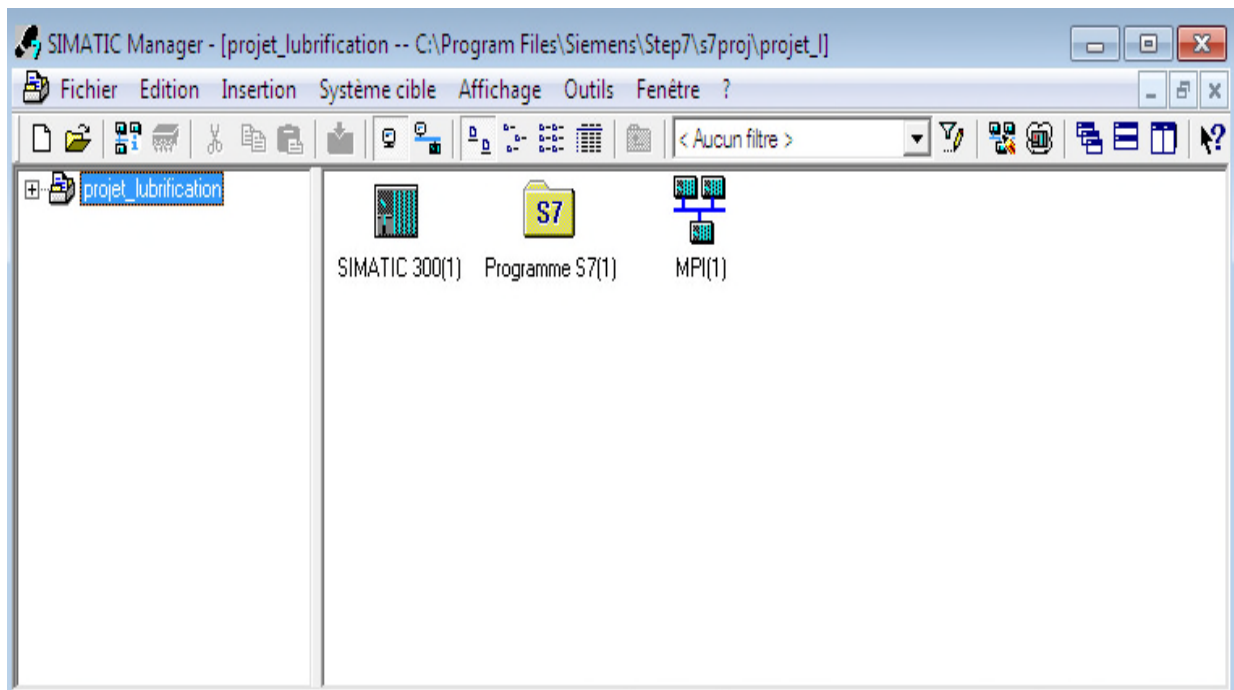 SIMATIC Manager - [projet_lubrification -- C:\Program Files\Siemens\Step7\s7proj\projet_l]
Fichier Edition Insertion Système cible Affichage Outils Fenêtre ?
< Aucun filtre >
projet_lubrification
S7
SIMATIC 300(1) Programme S7(1) MPI(1)